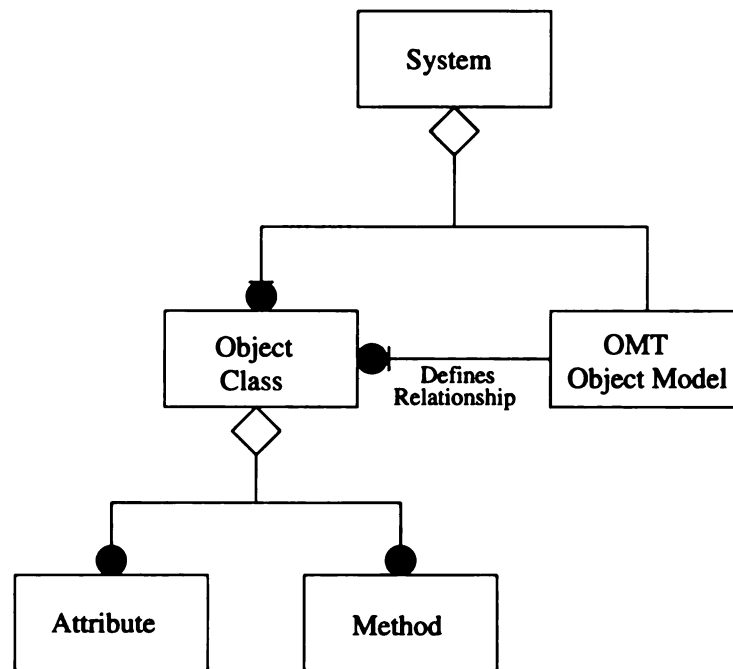 System
Object
Class
OMT
Object Model
Defines
Relationship
Attribute
Method